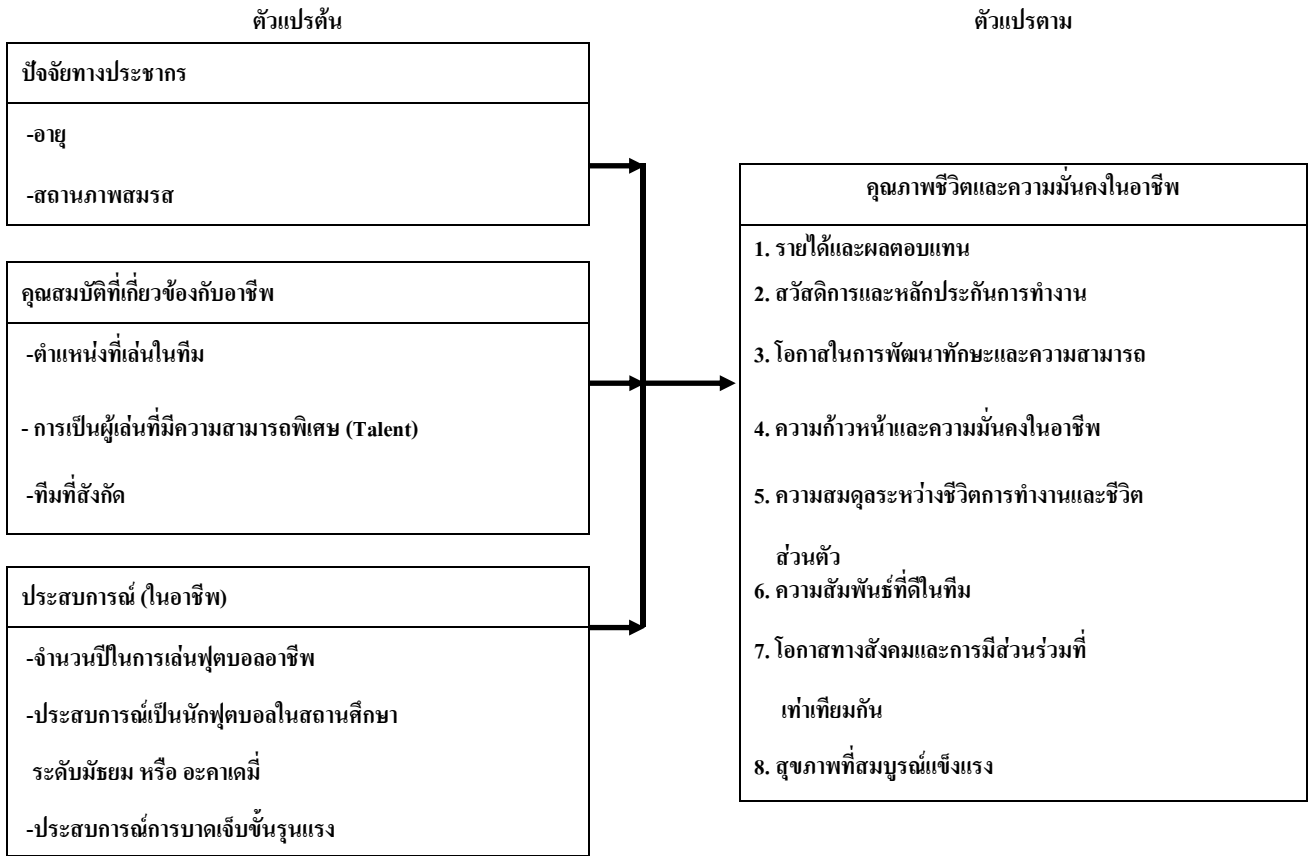 ตัวแปรต้น
ปัจจัยทางประชากร
-อายุ
-สถานภาพสมรส
คุณสมบัติที่เกี่ยวข้องกับอาชีพ
-ตำแหน่งที่เล่นในทีม
- การเป็นผู้เล่นที่มีความสามารถพิเศษ (Talent)
-ทีมที่สังกัด
ประสบการณ์ (ในอาชีพ)
-จำนวนปีในการเล่นฟุตบอลอาชีพ
-ประสบการณ์เป็นนักฟุตบอลในสถานศึกษา
ระดับมัธยม หรือ อะคาเดมี่
-ประสบการณ์การบาดเจ็บขั้นรุนแรง
ตัวแปรตาม
คุณภาพชีวิตและความมั่นคงในอาชีพ
1. รายได้และผลตอบแทน
2. สวัสดิการและหลักประกันการทำงาน
3. โอกาสในการพัฒนาทักษะและความสามารถ
4. ความก้าวหน้าและความมั่นคงในอาชีพ
5. ความสมดุลระหว่างชีวิตการทำงานและชีวิต
ส่วนตัว
6. ความสัมพันธ์ที่ดีในทีม
7. โอกาสทางสังคมและการมีส่วนร่วมที่
เท่าเทียมกัน
8. สุขภาพที่สมบูรณ์แข็งแรง